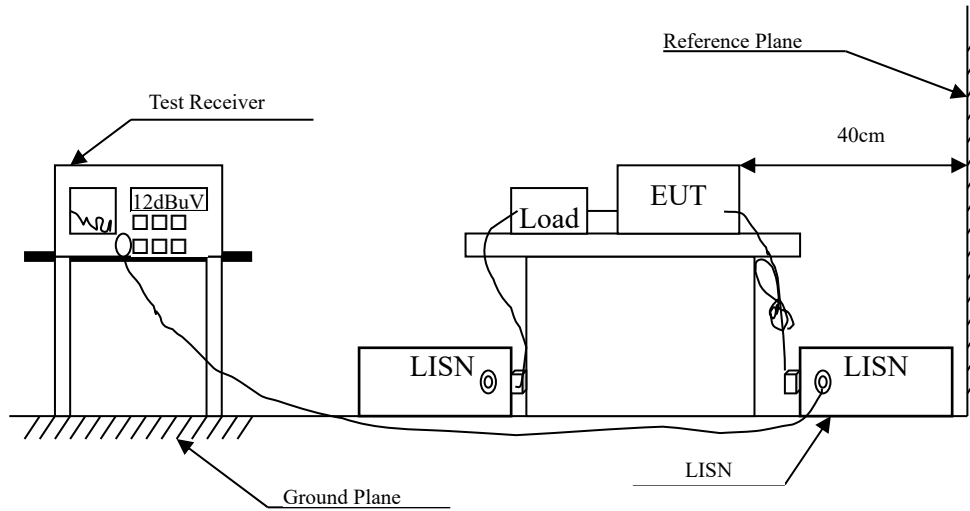 Reference Plane
Test Receiver
40cm
12dBuV
Load
EUT
LISN
LISN
LISN
Ground Plane